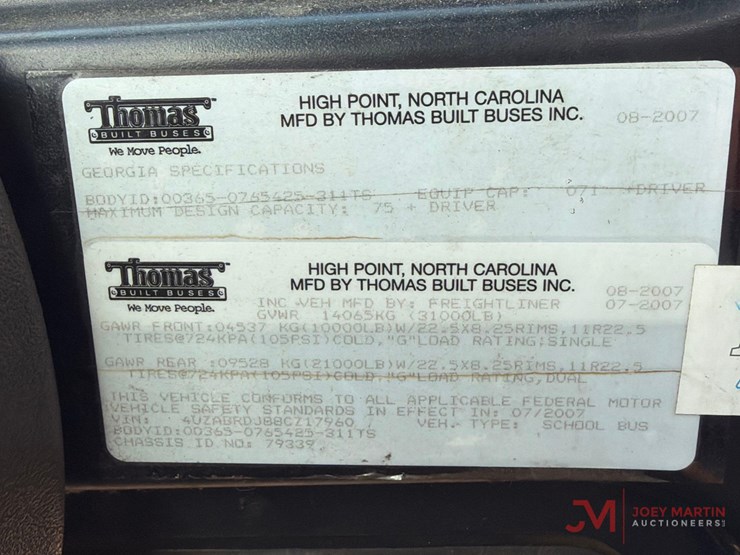 Thomas™
BUILT BUSES
We Move People.
HIGH POINT, NORTH CAROLINA
MFD BY THOMAS BUILT BUSES INC.
08-2007
GEORGIA SPECIFICATIONS
BODYID:00365-0765425-311TS EQUIP CAP: 071 +DRIVER
MAXIMUM DESIGN CAPACITY: 75 + DRIVER
Thomas™
BUILT BUSES
We Move People.
HIGH POINT, NORTH CAROLINA
MFD BY THOMAS BUILT BUSES INC.
08-2007
INC VEH MFD BY: FREIGHTLINER 07-2007
GVWR 14065KG (31000LB)
GAWR FRONT:04537 KG(10000LB)W/22.5X8.25RIMS,11R22.5
TIRES@724KPA(105PSI)COLD,"G"LOAD RATING,SINGLE
GAWR REAR :09528 KG(21000LB)W/22.5X8.25RIMS,11R22.5
TIRES@724KPA(105PSI)COLD,"G"LOAD RATING,DUAL
THIS VEHICLE CONFORMS TO ALL APPLICABLE FEDERAL MOTOR
VEHICLE SAFETY STANDARDS IN EFFECT IN: 07/2007
VIN: 4UZABRDJ88CZ17960 VEH. TYPE: SCHOOL BUS
BODYID:00365-0765425-311TS
CHASSIS ID NO: 79339
JM JOEY MARTIN
AUCTIONEERS